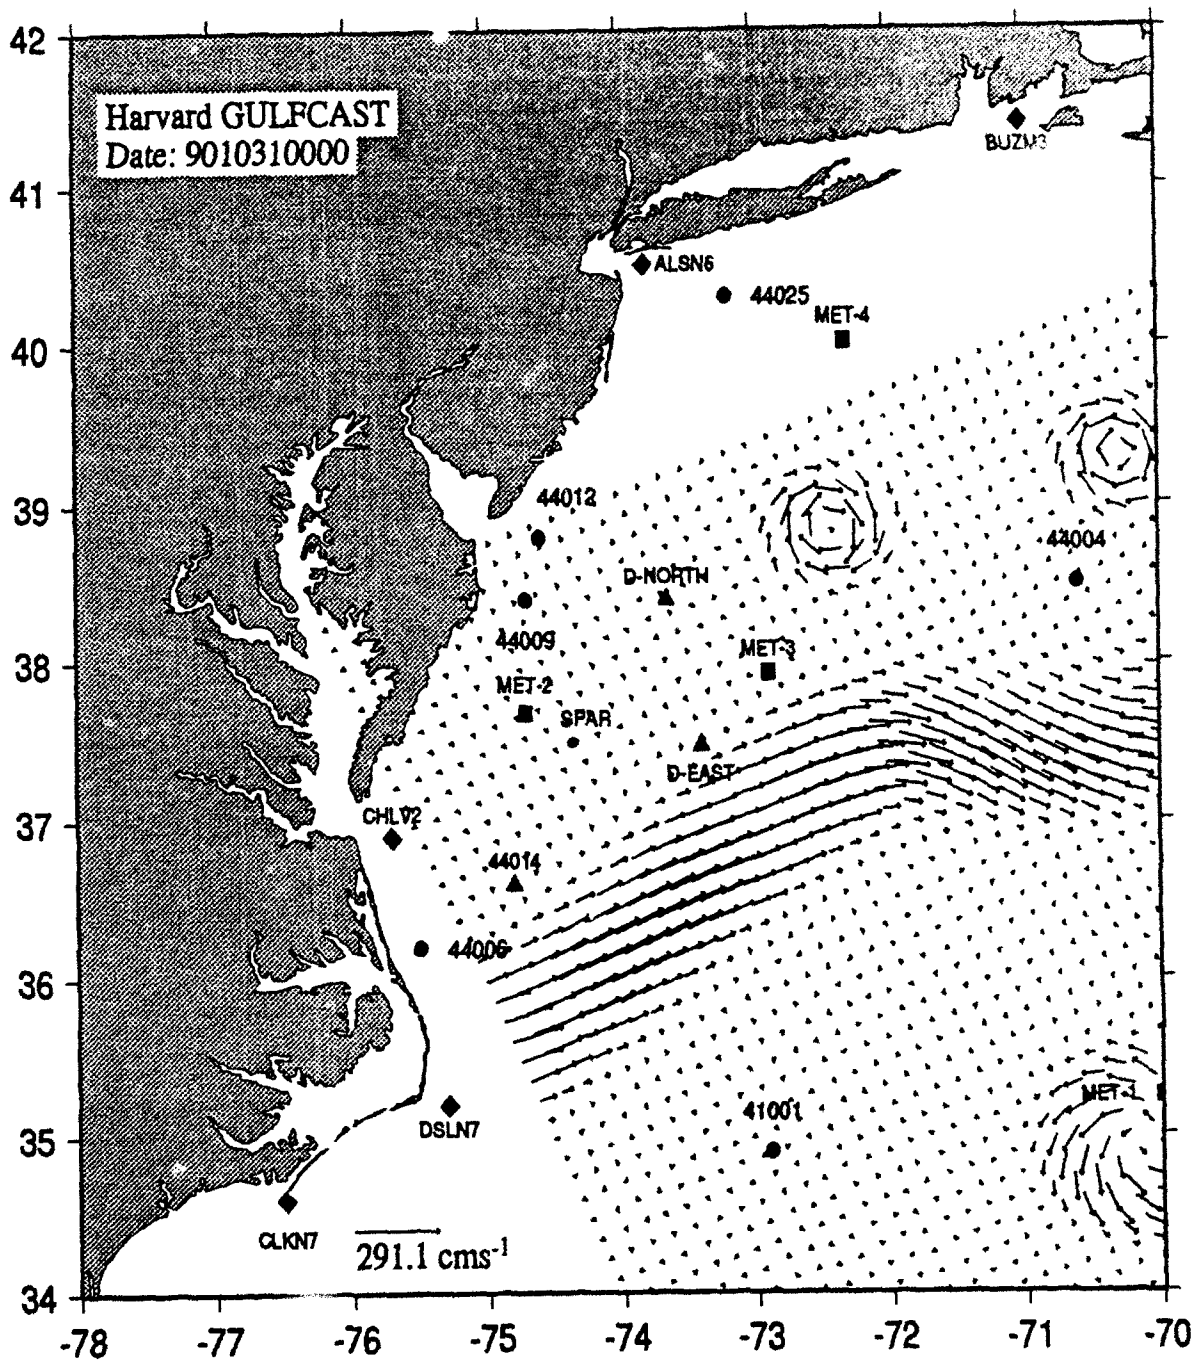 42
Harvard GULFCAST
Date: 9010310000
BUZM3
41
ALSN6
44025
MET-4
40
39
44012
44004
D-NORTH
44009
MET-3
38
MET-2
SPAR
D-EAST
CHLV2
37
44014
44006
36
MET-1
41001
35
DSLN7
CLKN7
291.1 cms⁻¹
34
-78 -77 -76 -75 -74 -73 -72 -71 -70